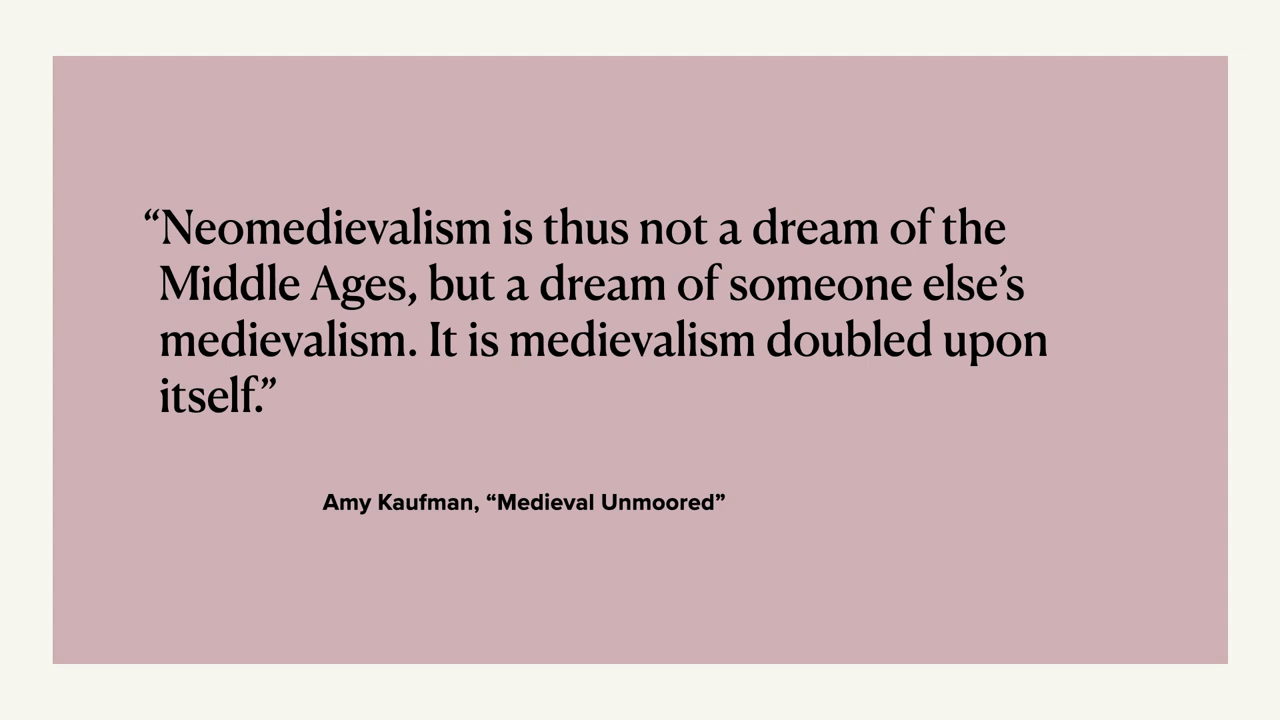 “Neomedievalism is thus not a dream of the
Middle Ages, but a dream of someone else’s
medievalism. It is medievalism doubled upon
itself.”
Amy Kaufman, “Medieval Unmoored”